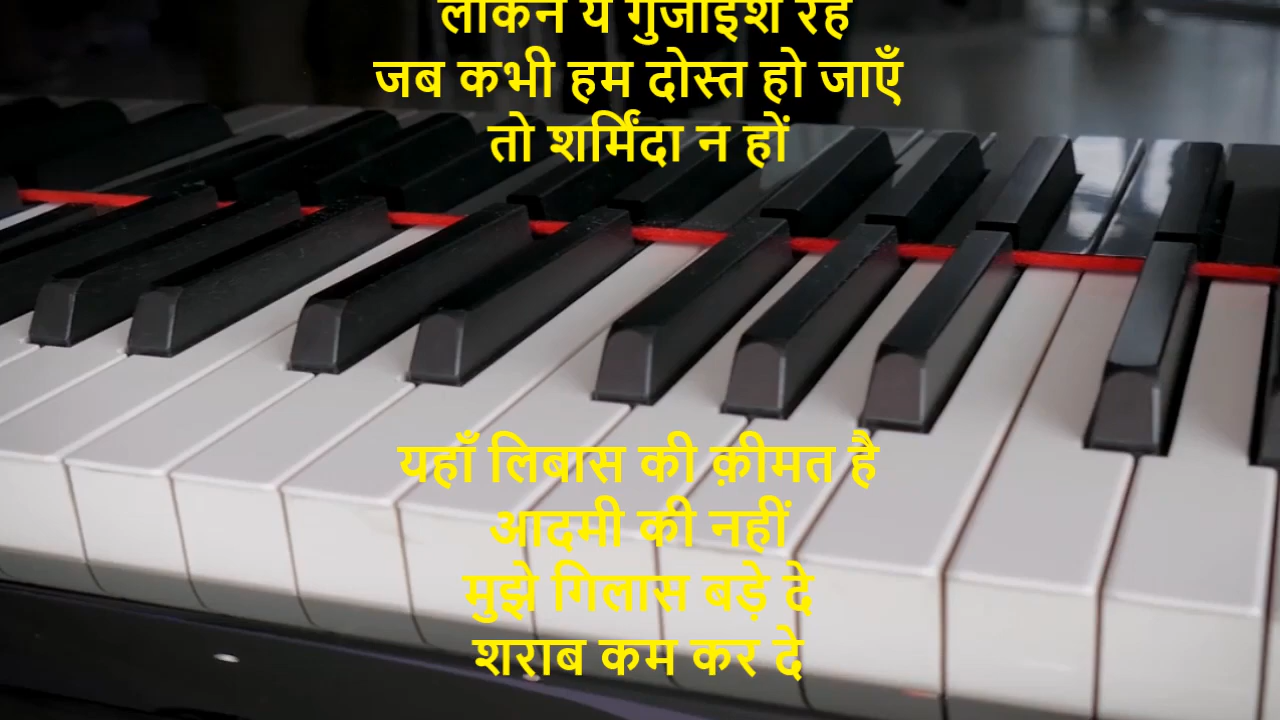 लेकिन ये गुंजाइश रहे
जब कभी हम दोस्त हो जाएँ
तो शर्मिंदा न हों
यहाँ लिबास की क़ीमत है
आदमी की नहीं
मुझे गिलास बड़े दे
शराब कम कर दे